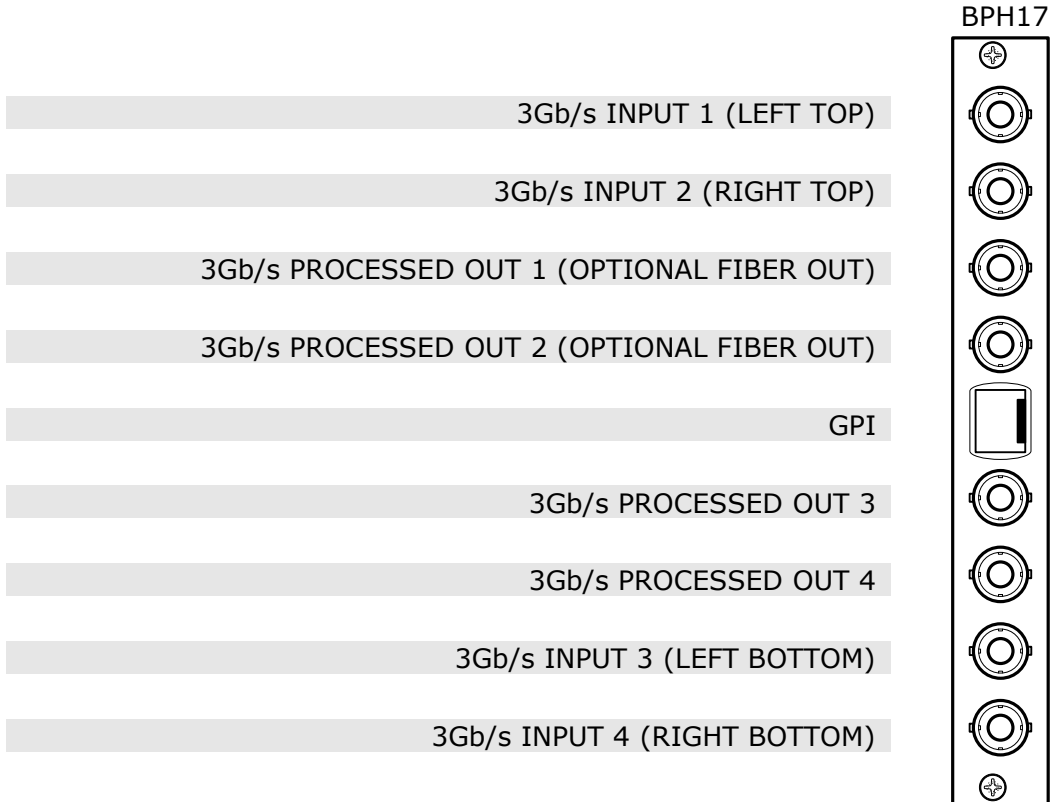 BPH17
3Gb/s INPUT 1 (LEFT TOP)
3Gb/s INPUT 2 (RIGHT TOP)
3Gb/s PROCESSED OUT 1 (OPTIONAL FIBER OUT)
3Gb/s PROCESSED OUT 2 (OPTIONAL FIBER OUT)
GPI
3Gb/s PROCESSED OUT 3
3Gb/s PROCESSED OUT 4
3Gb/s INPUT 3 (LEFT BOTTOM)
3Gb/s INPUT 4 (RIGHT BOTTOM)